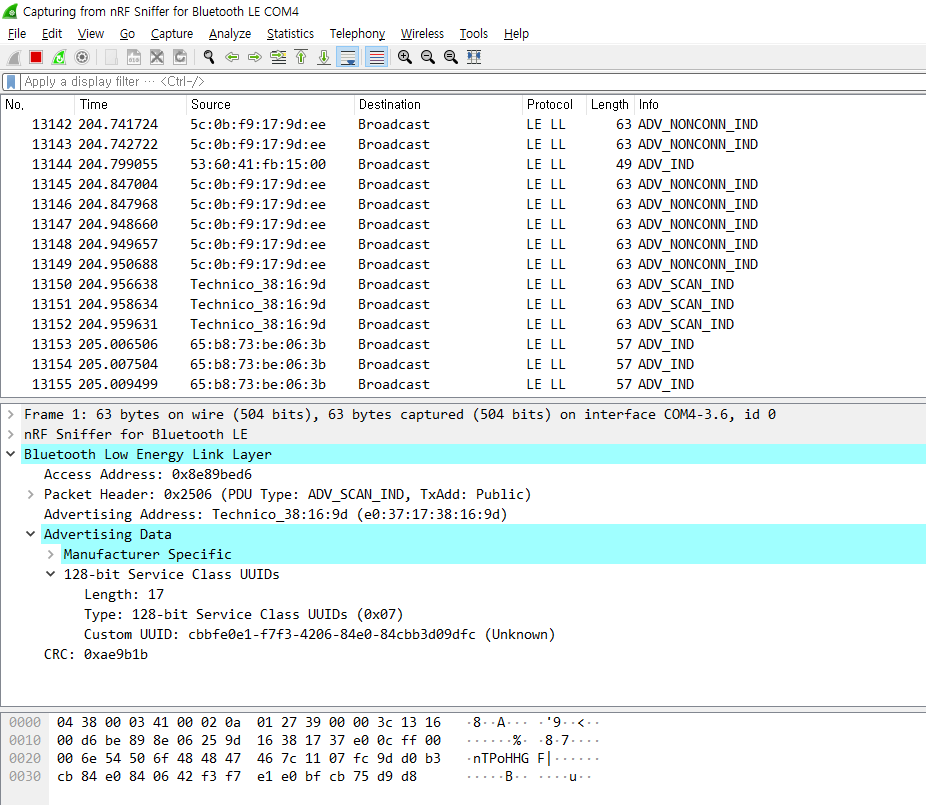 Capturing from nRF Sniffer for Bluetooth LE COM4
File Edit View Go Capture Analyze Statistics Telephony Wireless Tools Help
Apply a display filter ... <Ctrl-/>
No. Time Source Destination Protocol Length Info
13142 204.741724 5c:0b:f9:17:9d:ee Broadcast LE LL 63 ADV_NONCONN_IND
13143 204.742722 5c:0b:f9:17:9d:ee Broadcast LE LL 63 ADV_NONCONN_IND
13144 204.799055 53:60:41:fb:15:00 Broadcast LE LL 49 ADV_IND
13145 204.847004 5c:0b:f9:17:9d:ee Broadcast LE LL 63 ADV_NONCONN_IND
13146 204.847968 5c:0b:f9:17:9d:ee Broadcast LE LL 63 ADV_NONCONN_IND
13147 204.948660 5c:0b:f9:17:9d:ee Broadcast LE LL 63 ADV_NONCONN_IND
13148 204.949657 5c:0b:f9:17:9d:ee Broadcast LE LL 63 ADV_NONCONN_IND
13149 204.950688 5c:0b:f9:17:9d:ee Broadcast LE LL 63 ADV_NONCONN_IND
13150 204.956638 Technico_38:16:9d Broadcast LE LL 63 ADV_SCAN_IND
13151 204.958634 Technico_38:16:9d Broadcast LE LL 63 ADV_SCAN_IND
13152 204.959631 Technico_38:16:9d Broadcast LE LL 63 ADV_SCAN_IND
13153 205.006506 65:b8:73:be:06:3b Broadcast LE LL 57 ADV_IND
13154 205.007504 65:b8:73:be:06:3b Broadcast LE LL 57 ADV_IND
13155 205.009499 65:b8:73:be:06:3b Broadcast LE LL 57 ADV_IND
Frame 1: 63 bytes on wire (504 bits), 63 bytes captured (504 bits) on interface COM4-3.6, id 0
nRF Sniffer for Bluetooth LE
Bluetooth Low Energy Link Layer
Access Address: 0x8e89bed6
Packet Header: 0x2506 (PDU Type: ADV_SCAN_IND, TxAdd: Public)
Advertising Address: Technico_38:16:9d (e0:37:17:38:16:9d)
Advertising Data
Manufacturer Specific
128-bit Service Class UUIDs
Length: 17
Type: 128-bit Service Class UUIDs (0x07)
Custom UUID: cbbfe0e1-f7f3-4206-84e0-84cbb3d09dfc (Unknown)
CRC: 0xae9b1b
0000 04 38 00 03 41 00 02 0a 01 27 39 00 00 3c 13 16 ·8··A··· ·'9··<··
0010 00 d6 be 89 8e 06 25 9d 16 38 17 37 e0 0c ff 00 ······%· ·8·7····
0020 00 6e 54 50 6f 48 48 47 46 7c 11 07 fc 9d d0 b3 ·nTPoHHG F|······
0030 cb 84 e0 84 06 42 f3 f7 e1 e0 bf cb 75 d9 d8 ·····B·· ····u··